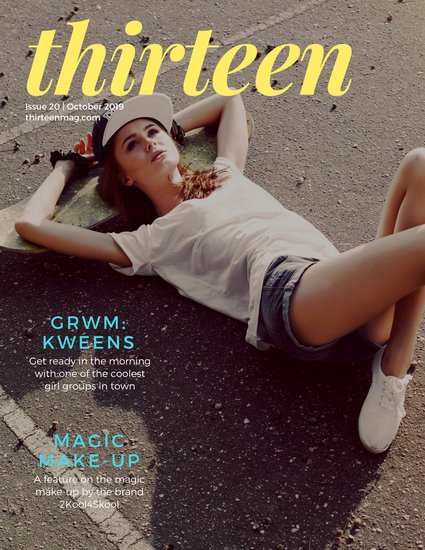 thirteen
Issue 20 | October 2019
thirteenmag.com
GRWM:
KWEENS
Get ready in the morning
with one of the coolest
girl groups in town
MAGIC
MAKE-UP
A feature on the magic
make-up by the brand
2Kool4Skool